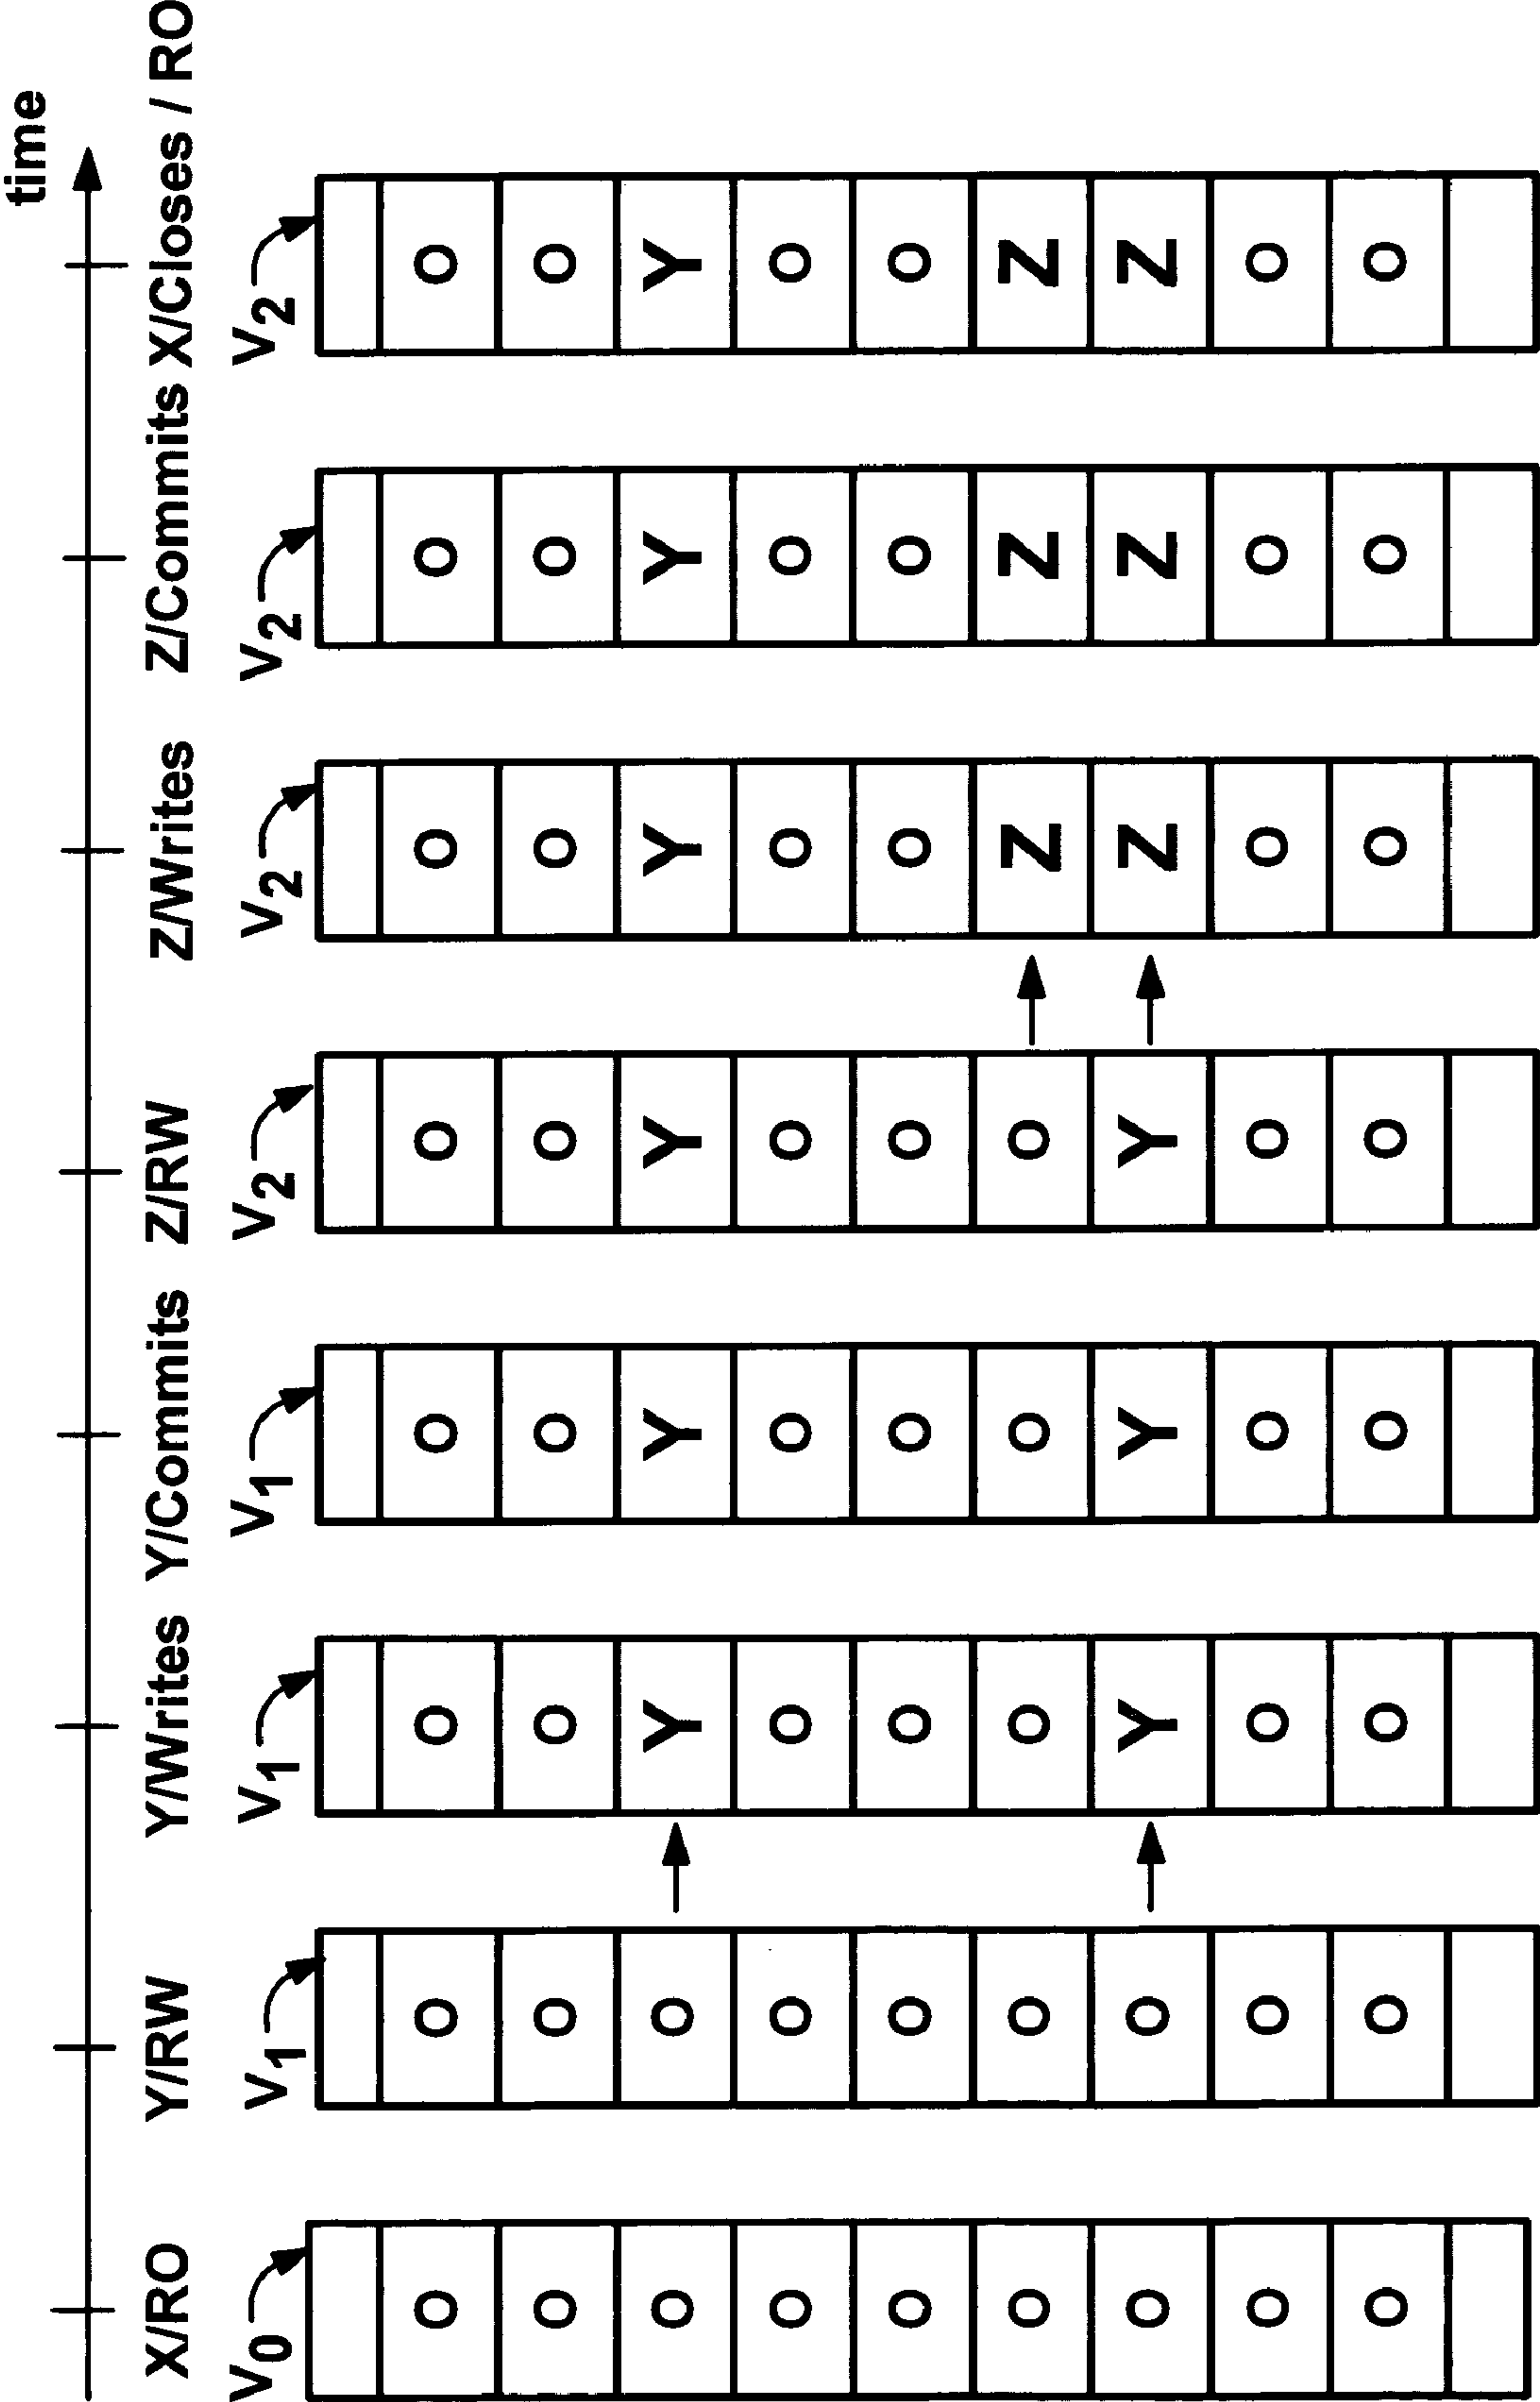 time
X/RO Y/RW Y/Writes Y/Commits Z/RW Z/Writes Z/Commits X/Closes / RO
V0 V1 V1 V1 V2 V2 V2 V2
O O O O O O O O
O O O O O O O O
O O Y Y Y Y Y Y
O O O O O O O O
O O O O O O O O
O O O O O Z Z Z
O O Y Y Y Z Z Z
O O O O O O O O
O O O O O O O O